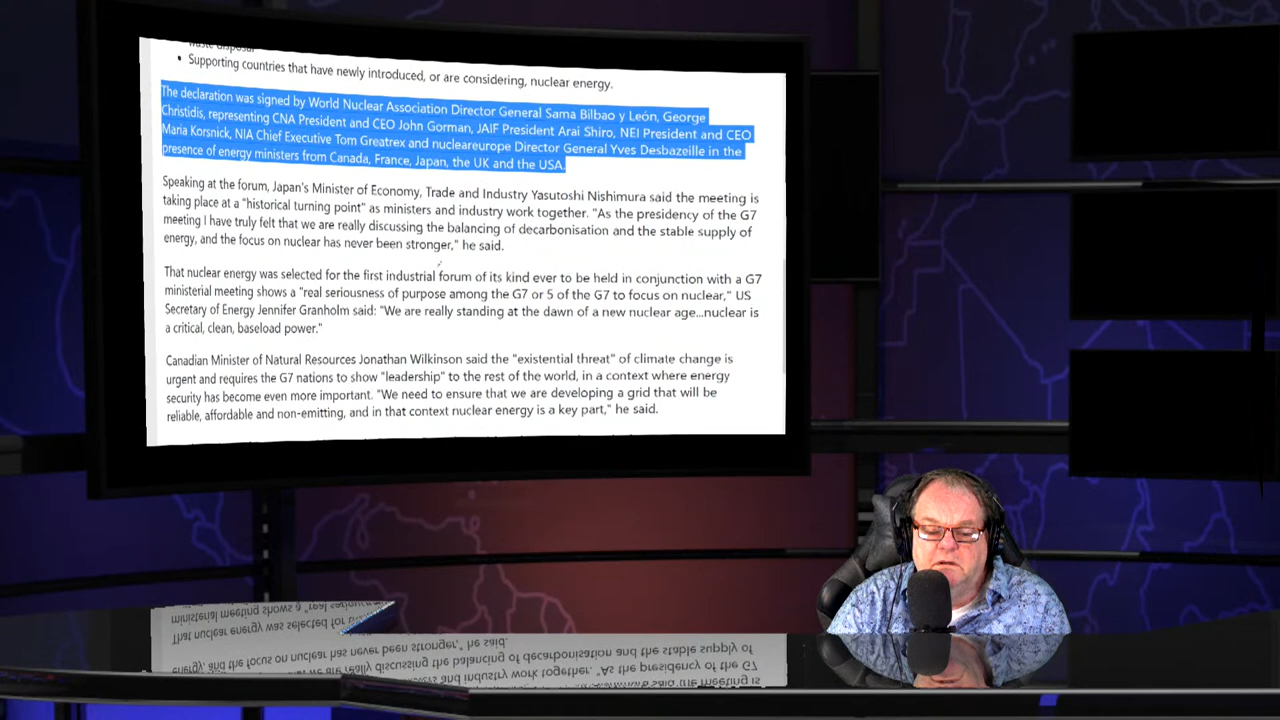 waste disposal
• Supporting countries that have newly introduced, or are considering, nuclear energy.
The declaration was signed by World Nuclear Association Director General Sama Bilbao y León, George
Christidis, representing CNA President and CEO John Gorman, JAIF President Arai Shiro, NEI President and CEO
Maria Korsnick, NIA Chief Executive Tom Greatrex and nucleareurope Director General Yves Desbazeille in the
presence of energy ministers from Canada, France, Japan, the UK and the USA.
Speaking at the forum, Japan's Minister of Economy, Trade and Industry Yasutoshi Nishimura said the meeting is
taking place at a "historical turning point" as ministers and industry work together. "As the presidency of the G7
meeting I have truly felt that we are really discussing the balancing of decarbonisation and the stable supply of
energy, and the focus on nuclear has never been stronger," he said.
That nuclear energy was selected for the first industrial forum of its kind ever to be held in conjunction with a G7
ministerial meeting shows a "real seriousness of purpose among the G7 or 5 of the G7 to focus on nuclear," US
Secretary of Energy Jennifer Granholm said: "We are really standing at the dawn of a new nuclear age...nuclear is
a critical, clean, baseload power."
Canadian Minister of Natural Resources Jonathan Wilkinson said the "existential threat" of climate change is
urgent and requires the G7 nations to show "leadership" to the rest of the world, in a context where energy
security has become even more important. "We need to ensure that we are developing a grid that will be
reliable, affordable and non-emitting, and in that context nuclear energy is a key part," he said.